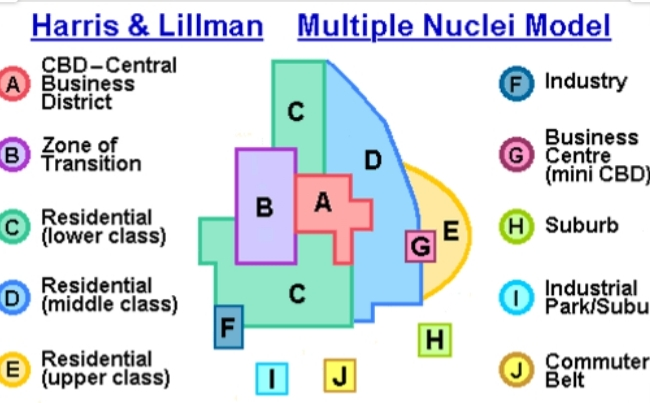 Harris & Lillman Multiple Nuclei Model
A CBD–Central
Business
District
B Zone of
Transition
C Residential
(lower class)
D Residential
(middle class)
E Residential
(upper class)
C
D
B
A
E
G
C
F
H
I
J
F Industry
G Business
Centre
(mini CBD)
H Suburb
I Industrial
Park/Subu
J Commuter
Belt